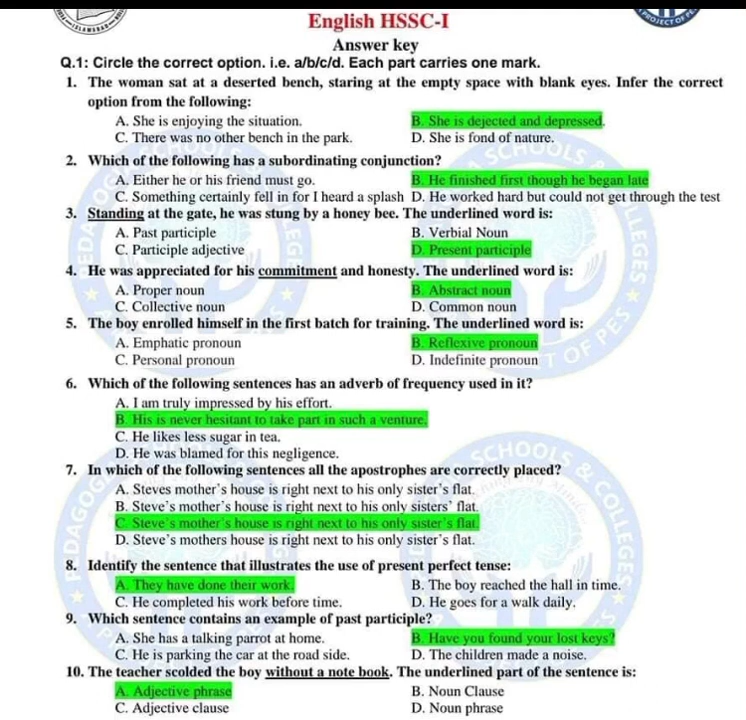 English HSSC-I
Answer key
Q.1: Circle the correct option. i.e. a/b/c/d. Each part carries one mark.
1. The woman sat at a deserted bench, staring at the empty space with blank eyes. Infer the correct
option from the following:
A. She is enjoying the situation. B. She is dejected and depressed.
C. There was no other bench in the park. D. She is fond of nature.
2. Which of the following has a subordinating conjunction?
A. Either he or his friend must go. B. He finished first though he began late
C. Something certainly fell in for I heard a splash D. He worked hard but could not get through the test
3. Standing at the gate, he was stung by a honey bee. The underlined word is:
A. Past participle B. Verbial Noun
C. Participle adjective D. Present participle
4. He was appreciated for his commitment and honesty. The underlined word is:
A. Proper noun B. Abstract noun
C. Collective noun D. Common noun
5. The boy enrolled himself in the first batch for training. The underlined word is:
A. Emphatic pronoun B. Reflexive pronoun
C. Personal pronoun D. Indefinite pronoun
6. Which of the following sentences has an adverb of frequency used in it?
A. I am truly impressed by his effort.
B. His is never hesitant to take part in such a venture.
C. He likes less sugar in tea.
D. He was blamed for this negligence.
7. In which of the following sentences all the apostrophes are correctly placed?
A. Steves mother's house is right next to his only sister's flat.
B. Steve's mother's house is right next to his only sisters' flat.
C. Steve's mother's house is right next to his only sister's flat.
D. Steve's mothers house is right next to his only sister's flat.
8. Identify the sentence that illustrates the use of present perfect tense:
A. They have done their work. B. The boy reached the hall in time.
C. He completed his work before time. D. He goes for a walk daily.
9. Which sentence contains an example of past participle?
A. She has a talking parrot at home. B. Have you found your lost keys?
C. He is parking the car at the road side. D. The children made a noise.
10. The teacher scolded the boy without a note book. The underlined part of the sentence is:
A. Adjective phrase B. Noun Clause
C. Adjective clause D. Noun phrase